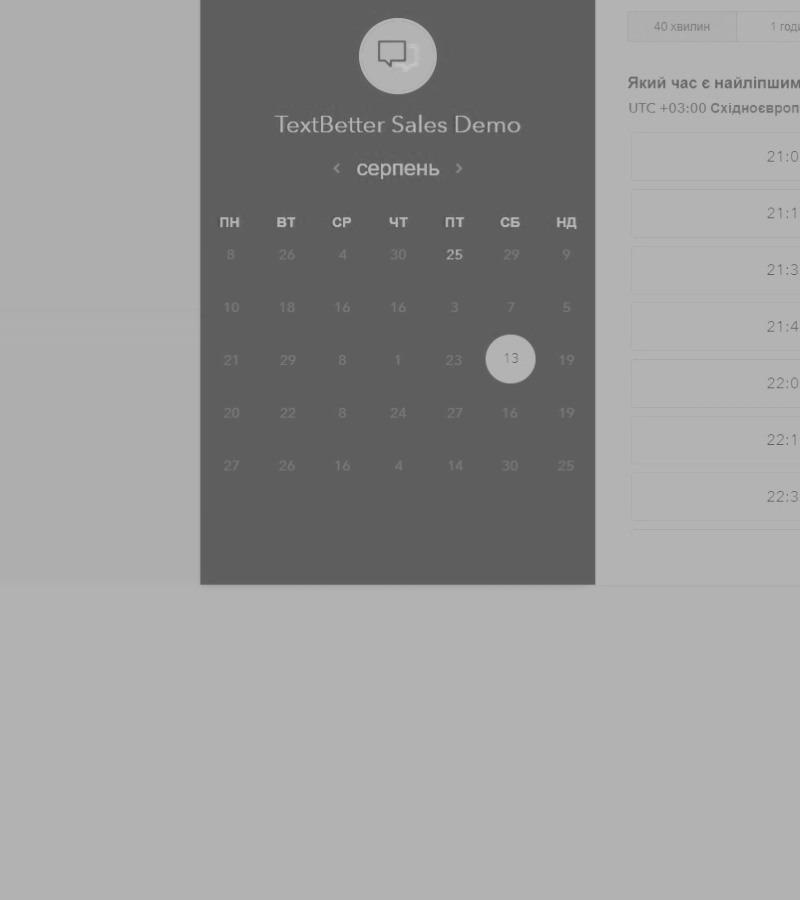 TextBetter Sales Demo
серпень
ПН ВТ СР ЧТ ПТ СБ НД
8 26 4 30 25 29 9
10 18 16 16 3 7 5
21 29 8 1 23 13 19
20 22 8 24 27 16 19
27 26 16 4 14 30 25
40 хвилин
1 год
Який час є найліпшим
UTC +03:00 Східноєвроп
21:0
21:1
21:3
21:4
22:0
22:1
22:3